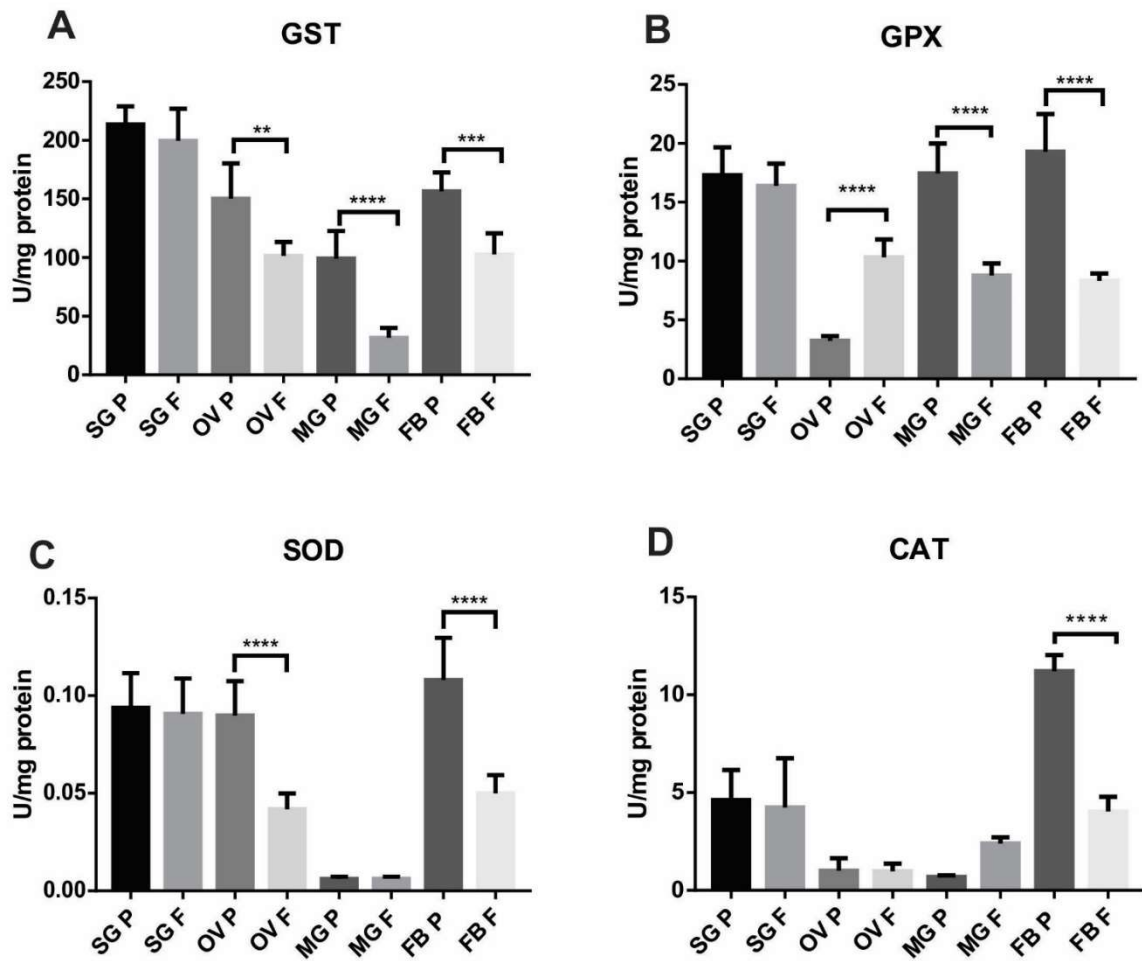 A
GST
U/mg protein
250
200
150
100
50
0
**
****
***
SG P
SG F
OV P
OV F
MG P
MG F
FB P
FB F
B
GPX
U/mg protein
25
20
15
10
5
0
****
****
****
SG P
SG F
OV P
OV F
MG P
MG F
FB P
FB F
C
SOD
U/mg protein
0.15
0.10
0.05
0.00
****
****
SG P
SG F
OV P
OV F
MG P
MG F
FB P
FB F
D
CAT
U/mg protein
15
10
5
0
****
SG P
SG F
OV P
OV F
MG P
MG F
FB P
FB F